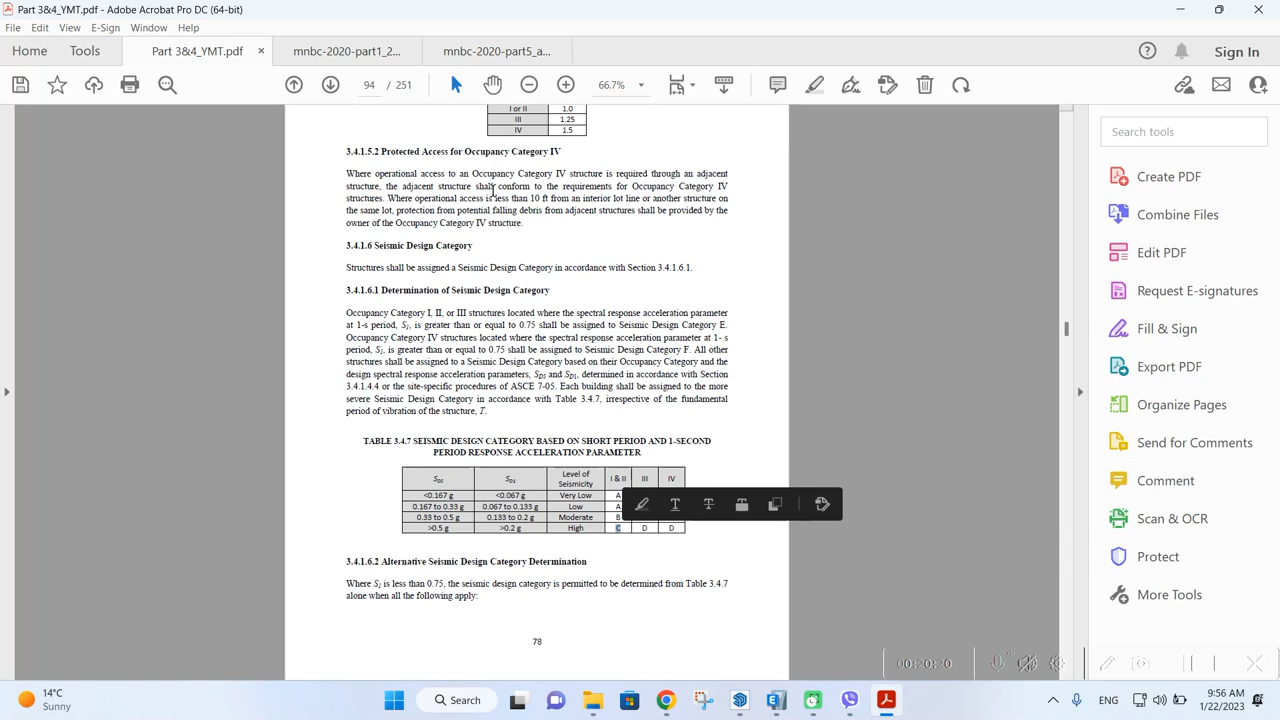 Part 3&4_YMT.pdf - Adobe Acrobat Pro DC (64-bit)
File Edit View E-Sign Window Help
Home Tools Part 3&4_YMT.pdf × mnbc-2020-part1_2... mnbc-2020-part5_a... Sign In
94 / 251 66.7%
I or II 1.0
III 1.25
IV 1.5
3.4.1.5.2 Protected Access for Occupancy Category IV
Where operational access to an Occupancy Category IV structure is required through an adjacent
structure, the adjacent structure shall conform to the requirements for Occupancy Category IV
structures. Where operational access is less than 10 ft from an interior lot line or another structure on
the same lot, protection from potential falling debris from adjacent structures shall be provided by the
owner of the Occupancy Category IV structure.
3.4.1.6 Seismic Design Category
Structures shall be assigned a Seismic Design Category in accordance with Section 3.4.1.6.1.
3.4.1.6.1 Determination of Seismic Design Category
Occupancy Category I, II, or III structures located where the spectral response acceleration parameter
at 1-s period, S1, is greater than or equal to 0.75 shall be assigned to Seismic Design Category E.
Occupancy Category IV structures located where the spectral response acceleration parameter at 1- s
period, S1, is greater than or equal to 0.75 shall be assigned to Seismic Design Category F. All other
structures shall be assigned to a Seismic Design Category based on their Occupancy Category and the
design spectral response acceleration parameters, SDS and SD1, determined in accordance with Section
3.4.1.4.4 or the site-specific procedures of ASCE 7-05. Each building shall be assigned to the more
severe Seismic Design Category in accordance with Table 3.4.7, irrespective of the fundamental
period of vibration of the structure, T.
TABLE 3.4.7 SEISMIC DESIGN CATEGORY BASED ON SHORT PERIOD AND 1-SECOND
PERIOD RESPONSE ACCELERATION PARAMETER
SDS SD1 Level of Seismicity I & II III IV
<0.167 g <0.067 g Very Low A
0.167 to 0.33 g 0.067 to 0.133 g Low A
0.33 to 0.5 g 0.133 to 0.2 g Moderate B
>0.5 g >0.2 g High C D D
3.4.1.6.2 Alternative Seismic Design Category Determination
Where S1 is less than 0.75, the seismic design category is permitted to be determined from Table 3.4.7
alone when all the following apply:
78
Search tools
Create PDF
Combine Files
Edit PDF
Request E-signatures
Fill & Sign
Export PDF
Organize Pages
Send for Comments
Comment
Scan & OCR
Protect
More Tools
00:20:20
14°C
Sunny
Search
ENG
9:56 AM
1/22/2023